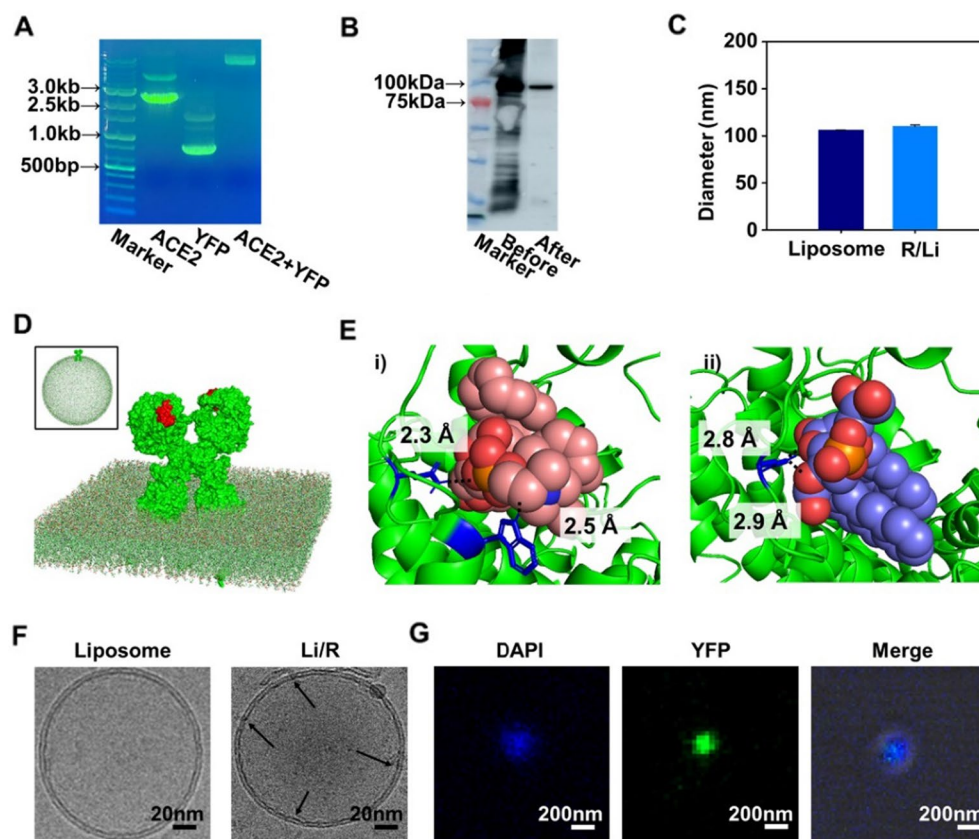 A
3.0kb→
2.5kb→
1.0kb→
500bp→
Marker
ACE2
YFP
ACE2+YFP
B
100kDa→
75kDa→
Marker
Before
After
C
Diameter (nm)
200
150
100
50
0
Liposome
R/Li
D
E
i)
2.3 Å
2.5 Å
ii)
2.8 Å
2.9 Å
F
Liposome
Li/R
20nm
20nm
G
DAPI
YFP
Merge
200nm
200nm
200nm